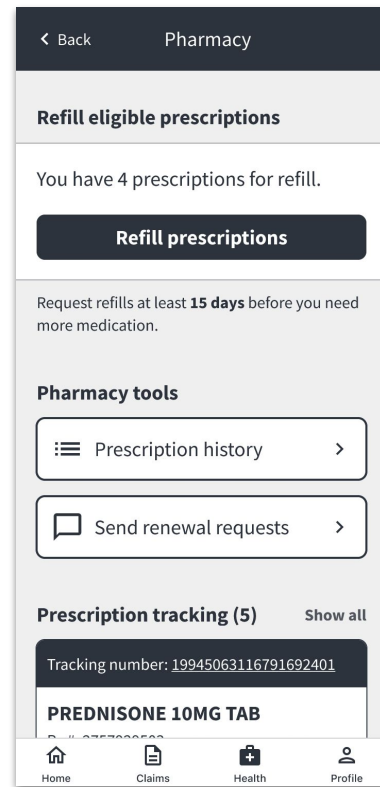 Back
Pharmacy
Refill eligible prescriptions
You have 4 prescriptions for refill.
Refill prescriptions
Request refills at least 15 days before you need
more medication.
Pharmacy tools
Prescription history
Send renewal requests
Prescription tracking (5)
Show all
Tracking number: 19945063116791692401
PREDNISONE 10MG TAB
Home
Claims
Health
Profile